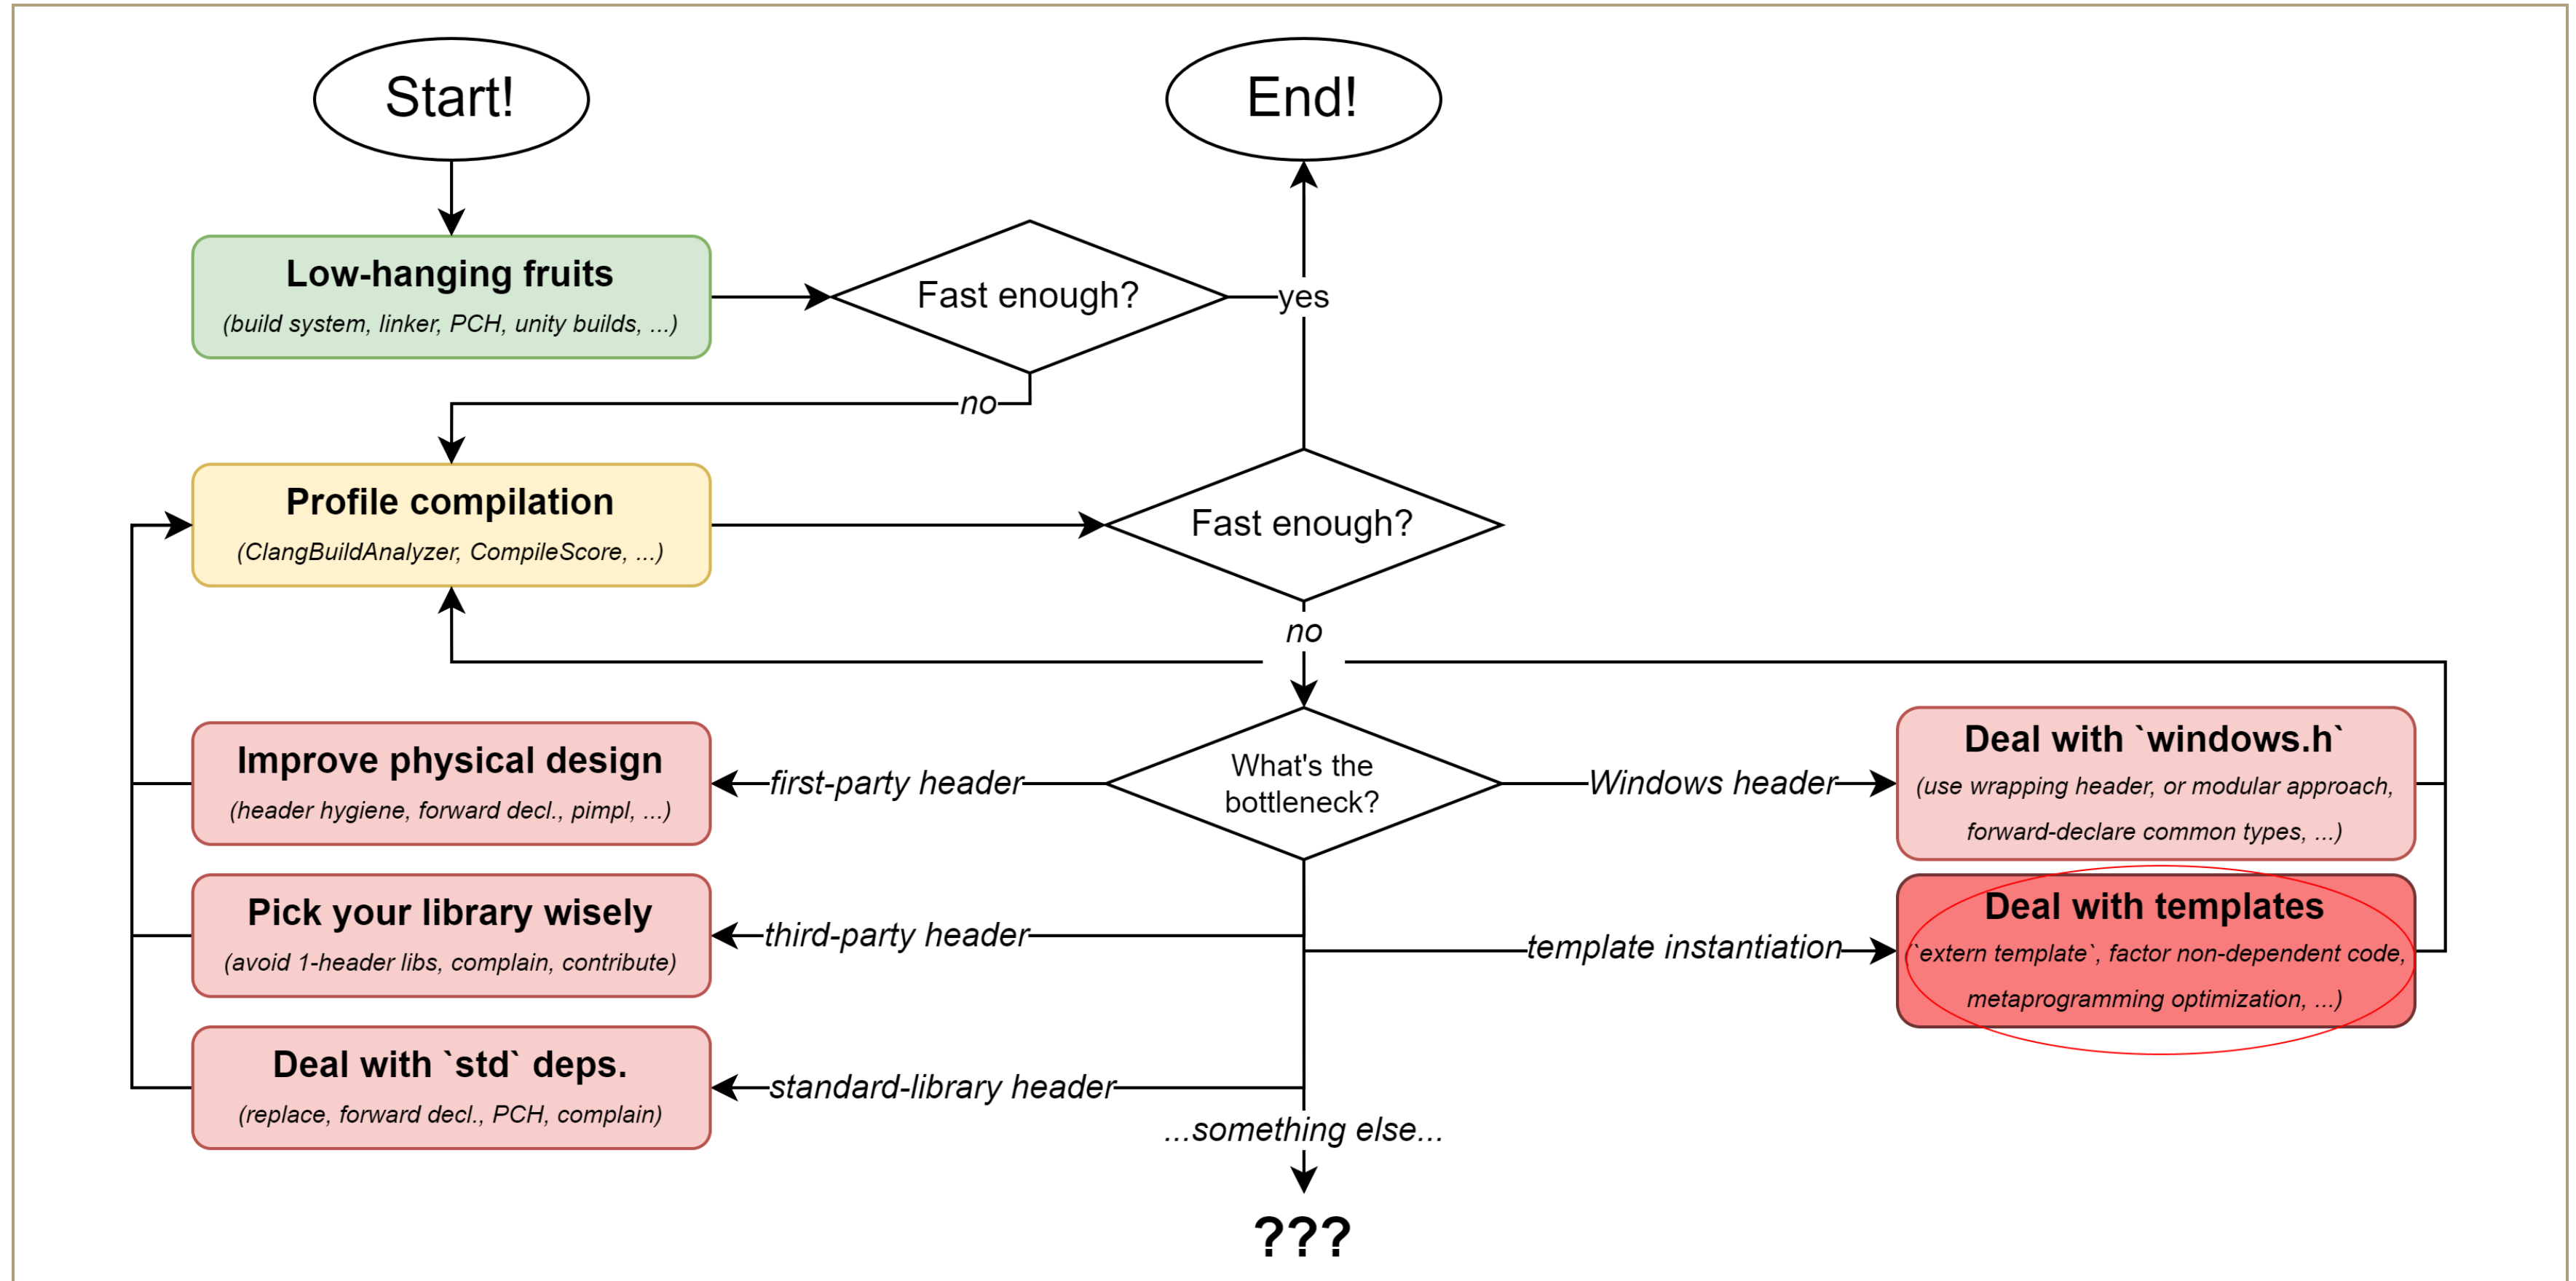 Start!
End!
Low-hanging fruits
(build system, linker, PCH, unity builds, ...)
Fast enough?
yes
no
Profile compilation
(ClangBuildAnalyzer, CompileScore, ...)
Fast enough?
no
Improve physical design
(header hygiene, forward decl., pimpl, ...)
first-party header
What's the
bottleneck?
Windows header
Deal with `windows.h`
(use wrapping header, or modular approach,
forward-declare common types, ...)
Pick your library wisely
(avoid 1-header libs, complain, contribute)
third-party header
template instantiation
Deal with templates
(`extern template`, factor non-dependent code,
metaprogramming optimization, ...)
Deal with `std` deps.
(replace, forward decl., PCH, complain)
standard-library header
...something else...
???